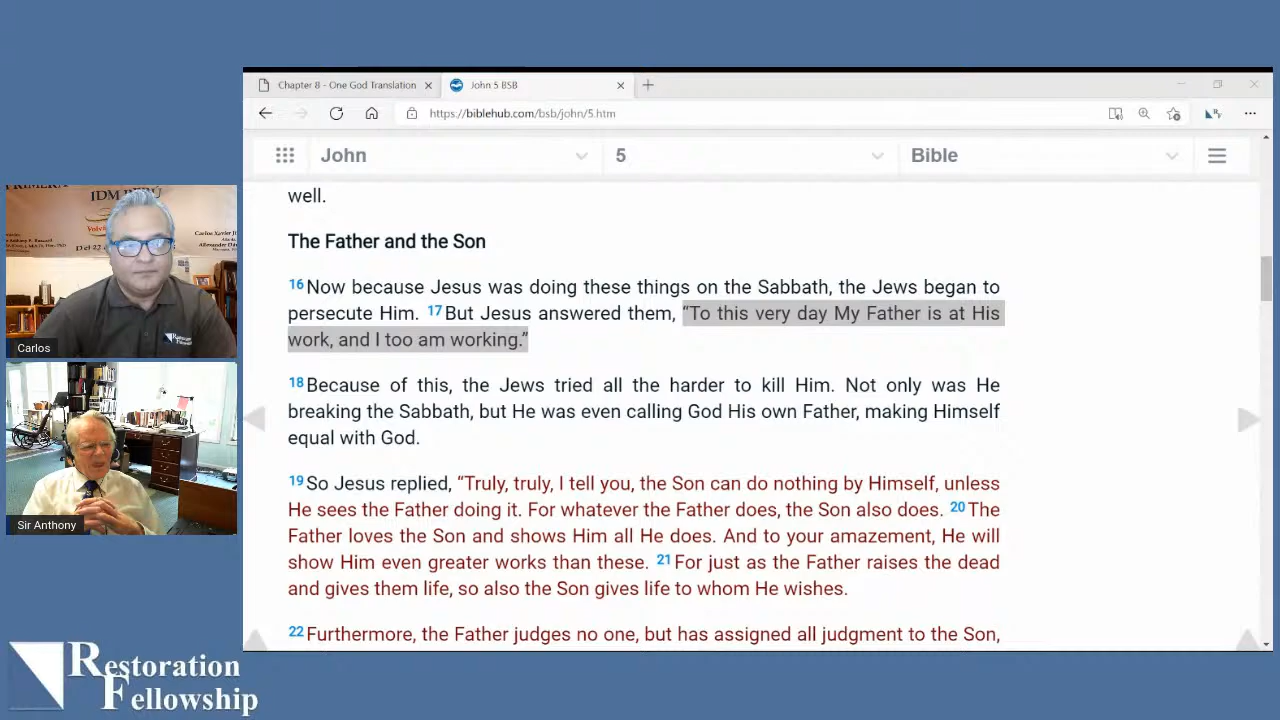 Chapter 8 - One God Translation
John 5 BSB
https://biblehub.com/bsb/john/5.htm
John
5
Bible
well.
The Father and the Son
16 Now because Jesus was doing these things on the Sabbath, the Jews began to
persecute Him. 17 But Jesus answered them, “To this very day My Father is at His
work, and I too am working.”
18 Because of this, the Jews tried all the harder to kill Him. Not only was He
breaking the Sabbath, but He was even calling God His own Father, making Himself
equal with God.
19 So Jesus replied, “Truly, truly, I tell you, the Son can do nothing by Himself, unless
He sees the Father doing it. For whatever the Father does, the Son also does. 20 The
Father loves the Son and shows Him all He does. And to your amazement, He will
show Him even greater works than these. 21 For just as the Father raises the dead
and gives them life, so also the Son gives life to whom He wishes.
22 Furthermore, the Father judges no one, but has assigned all judgment to the Son,
IDM PERÚ
Carlos
Sir Anthony
Restoration
Fellowship